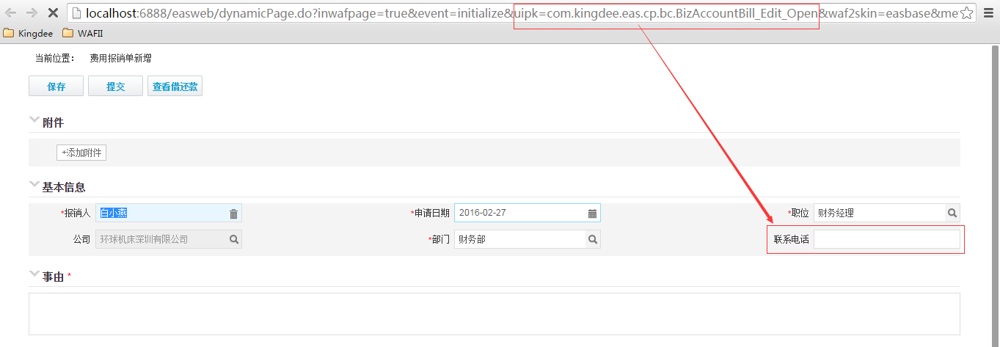 localhost:6888/easweb/dynamicPage.do?inwafpage=true&event=initialize&uipk=com.kingdee.eas.cp.bc.BizAccountBill_Edit_Open&waf2skin=easbase&me
Kingdee WAFII
当前位置： 费用报销单新增
保存 提交 查看借还款
附件
+添加附件
基本信息
*报销人 白小燕 *申请日期 2016-02-27 *职位 财务经理
公司 环球机床深圳有限公司 *部门 财务部 联系电话
事由 *